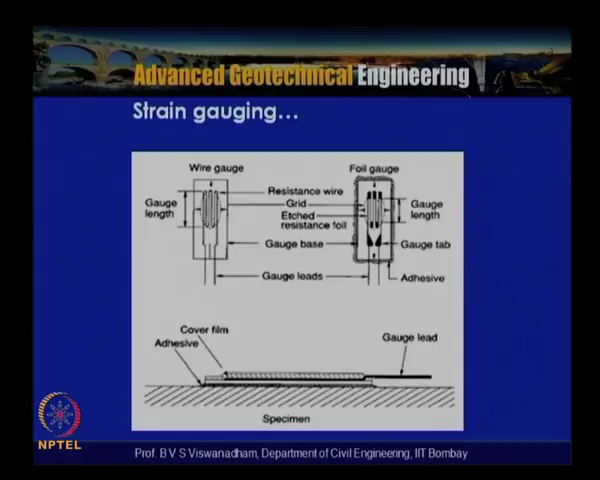 Advanced Geotechnical Engineering
Strain gauging...
Wire gauge
Foil gauge
Gauge length
Resistance wire
Grid
Etched resistance foil
Gauge length
Gauge base
Gauge tab
Gauge leads
Adhesive
Cover film
Adhesive
Gauge lead
Specimen
NPTEL
Prof. B V S Viswanadham, Department of Civil Engineering, IIT Bombay